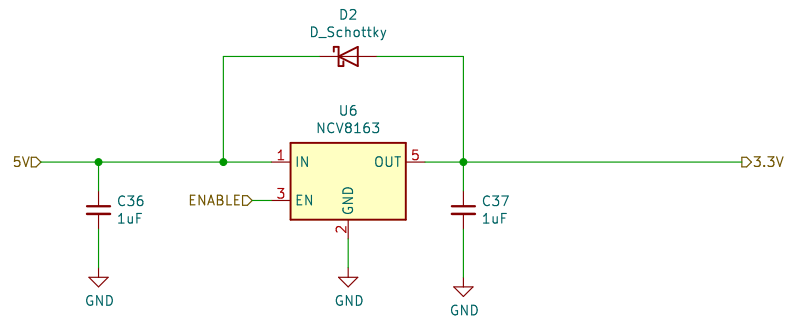 D2
D_Schottky
U6
NCV8163
5V
1
IN
OUT
5
3.3V
ENABLE
3
EN
GND
2
C36
1uF
C37
1uF
GND
GND
GND